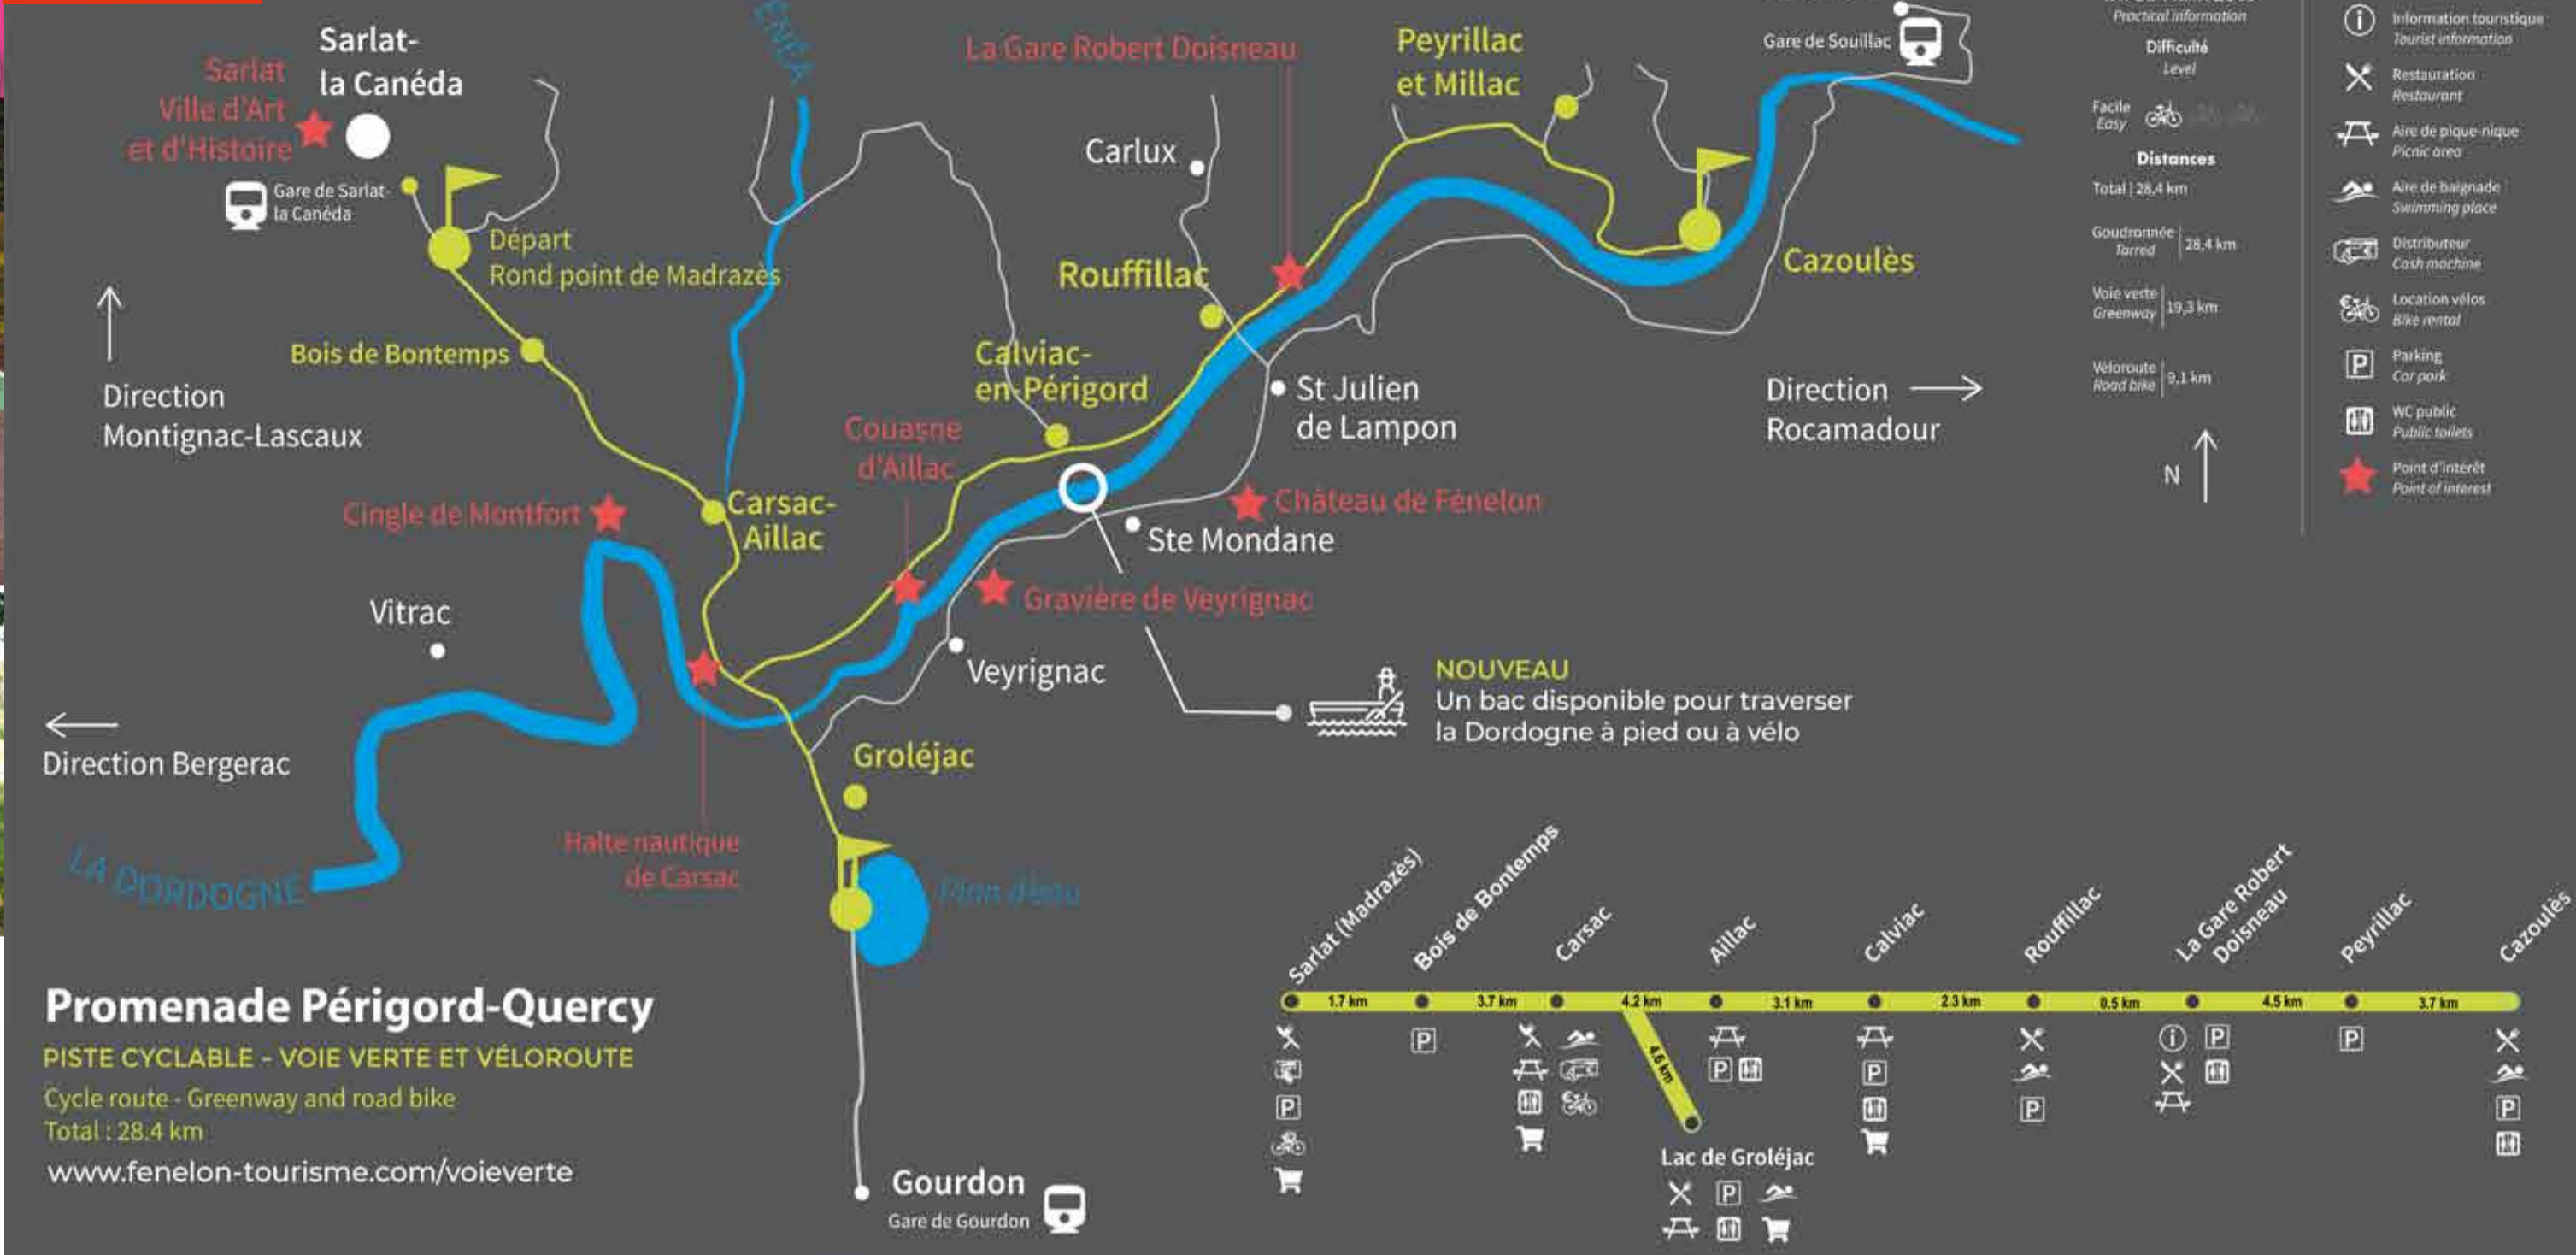 Sarlat-
la Canéda
Sarlat
Ville d'Art
et d'Histoire
Gare de Sarlat-
la Canéda
Départ
Rond point de Madrazès
Bois de Bontemps
Direction
Montignac-Lascaux
ÉNÉA
La Gare Robert Doisneau
Peyrillac
et Millac
Gare de Souillac
Carlux
Rouffillac
Cazoulès
Calviac-
en-Périgord
St Julien
de Lampon
Direction
Rocamadour
Couasne
d'Aillac
Cingle de Montfort
Carsac-
Aillac
Château de Fénelon
Ste Mondane
Gravière de Veyrignac
Vitrac
Veyrignac
NOUVEAU
Un bac disponible pour traverser
la Dordogne à pied ou à vélo
Direction Bergerac
Groléjac
Halte nautique
de Carsac
LA DORDOGNE
Plan d'eau
Gourdon
Gare de Gourdon
Practical information
Difficulté
Level
Facile
Easy
Distances
Total | 28,4 km
Goudronnée
Tarred
28,4 km
Voie verte
Greenway
19,3 km
Véloroute
Road bike
9,1 km
N
i
Information touristique
Tourist information
Restauration
Restaurant
Aire de pique-nique
Picnic area
Aire de baignade
Swimming place
Distributeur
Cash machine
Location vélos
Bike rental
P
Parking
Car park
WC public
Public toilets
Point d'intérêt
Point of interest
Promenade Périgord-Quercy
PISTE CYCLABLE - VOIE VERTE ET VÉLOROUTE
Cycle route - Greenway and road bike
Total : 28.4 km
www.fenelon-tourisme.com/voieverte
Sarlat (Madrazès)
Bois de Bontemps
Carsac
Aillac
Calviac
Rouffillac
La Gare Robert
Doisneau
Peyrillac
Cazoulès
1.7 km 3.7 km 4.2 km 3.1 km 2.3 km 0.5 km 4.5 km 3.7 km
4.6 km
P P P P P P P P
Lac de Groléjac
P